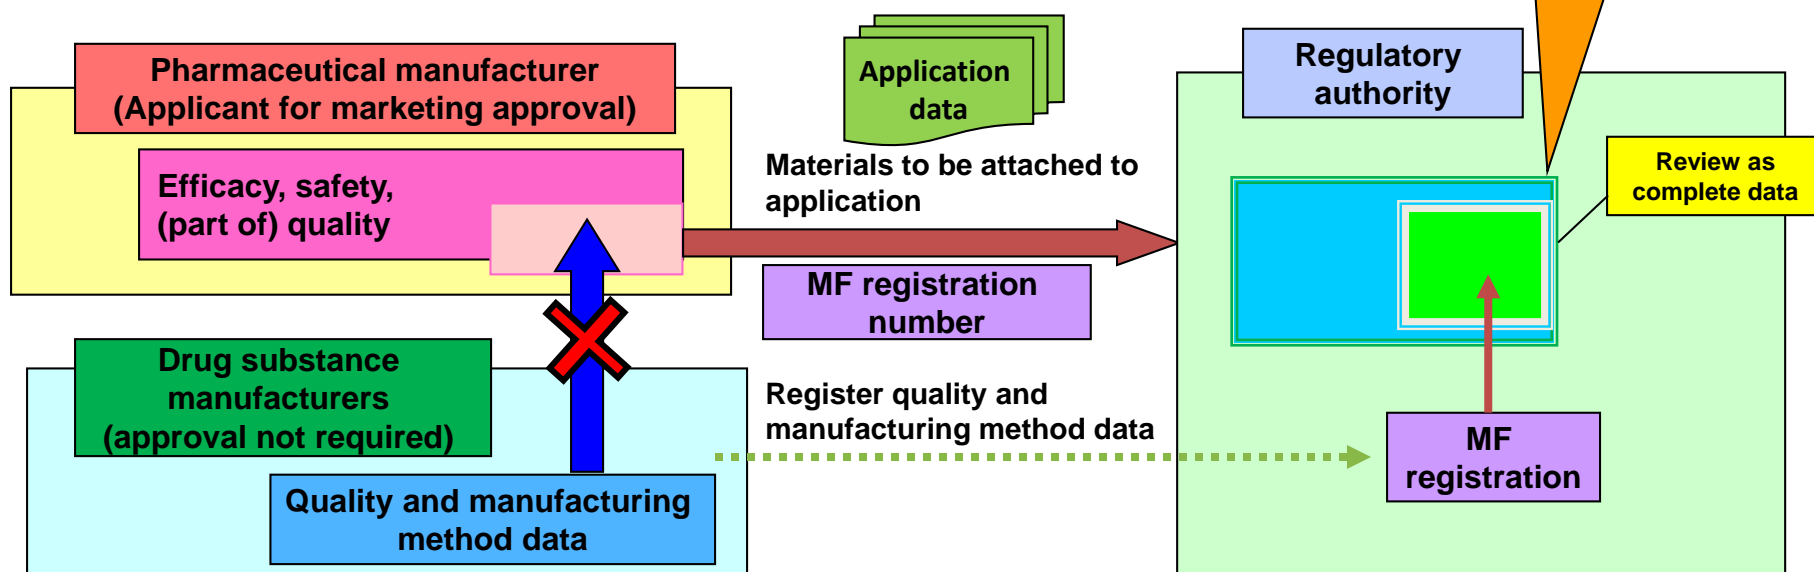 Pharmaceutical manufacturer
(Applicant for marketing approval)
Efficacy, safety,
(part of) quality
Drug substance
manufacturers
(approval not required)
Quality and manufacturing
method data
Application
data
Materials to be attached to
application
MF registration
number
Register quality and
manufacturing method data
Regulatory
authority
Review as
complete data
MF
registration